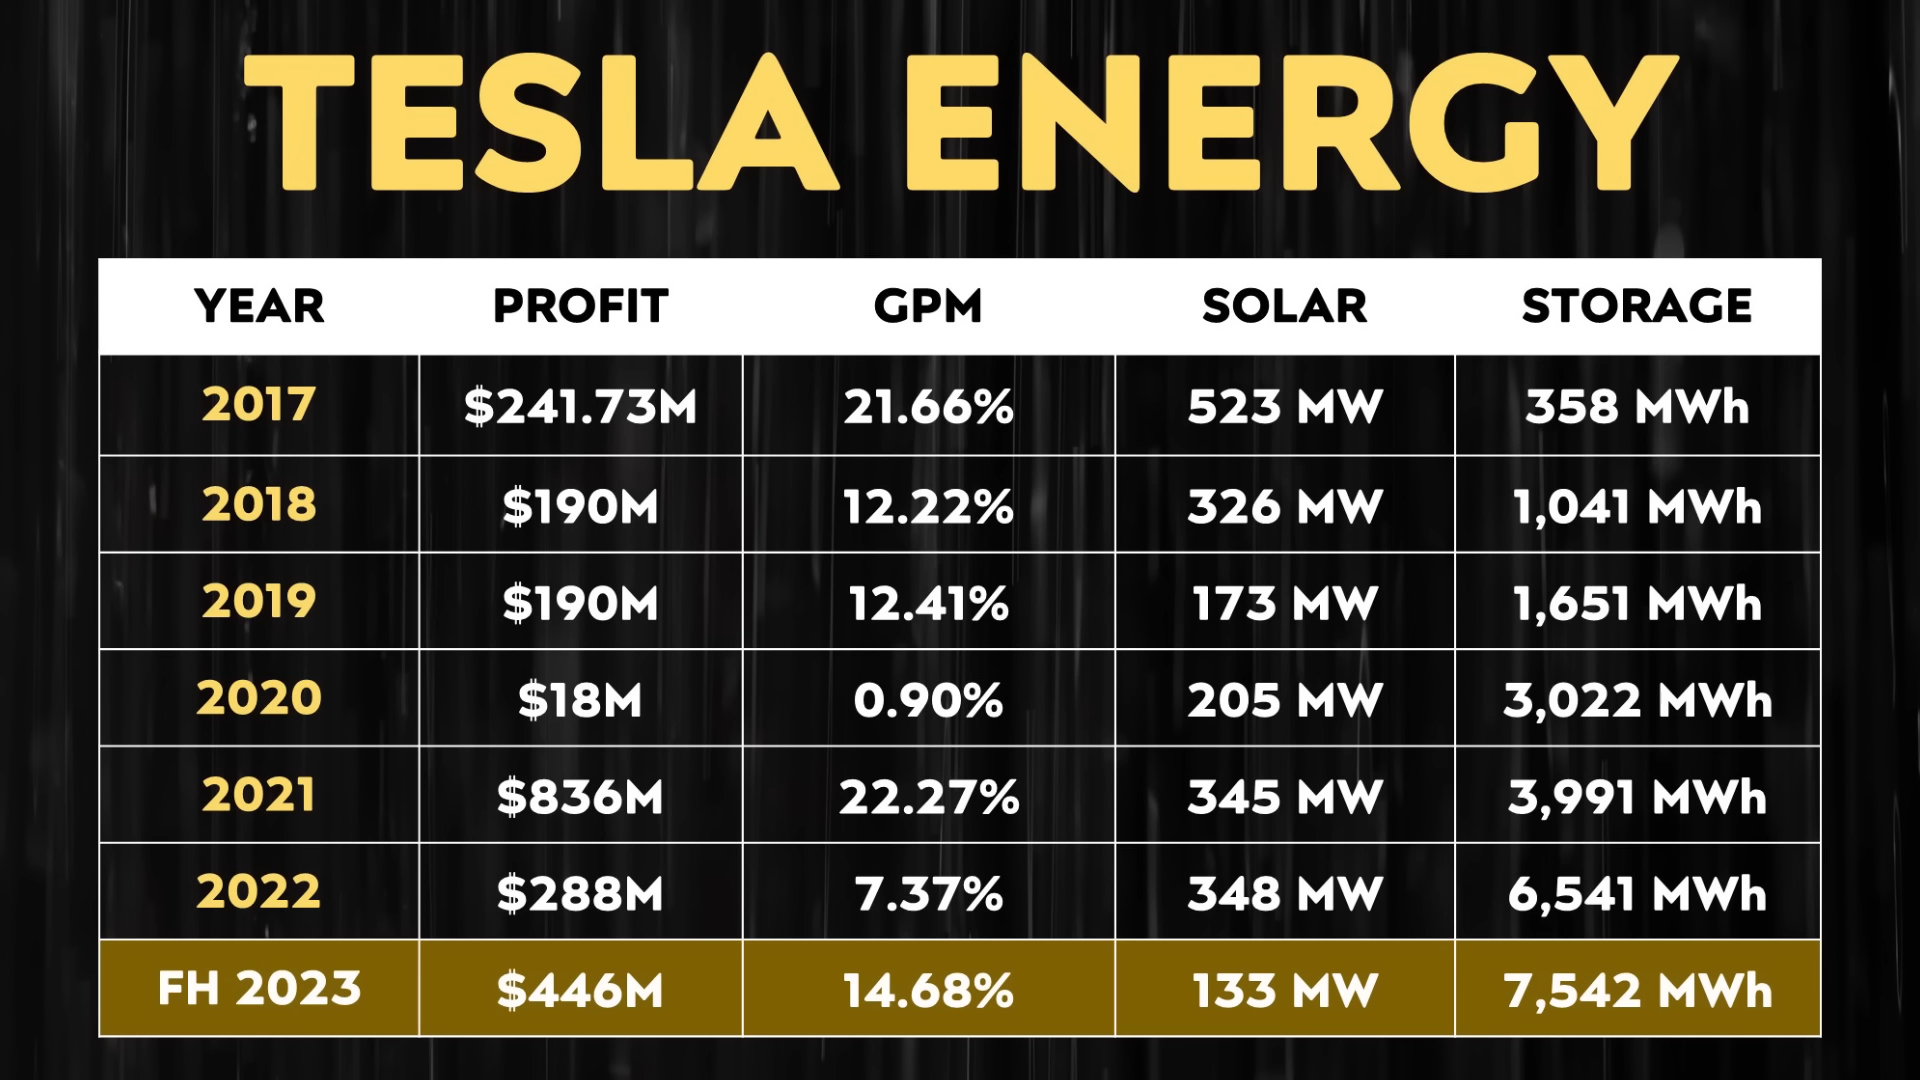 TESLA ENERGY
YEAR PROFIT GPM SOLAR STORAGE
2017 $241.73M 21.66% 523 MW 358 MWh
2018 $190M 12.22% 326 MW 1,041 MWh
2019 $190M 12.41% 173 MW 1,651 MWh
2020 $18M 0.90% 205 MW 3,022 MWh
2021 $836M 22.27% 345 MW 3,991 MWh
2022 $288M 7.37% 348 MW 6,541 MWh
FH 2023 $446M 14.68% 133 MW 7,542 MWh